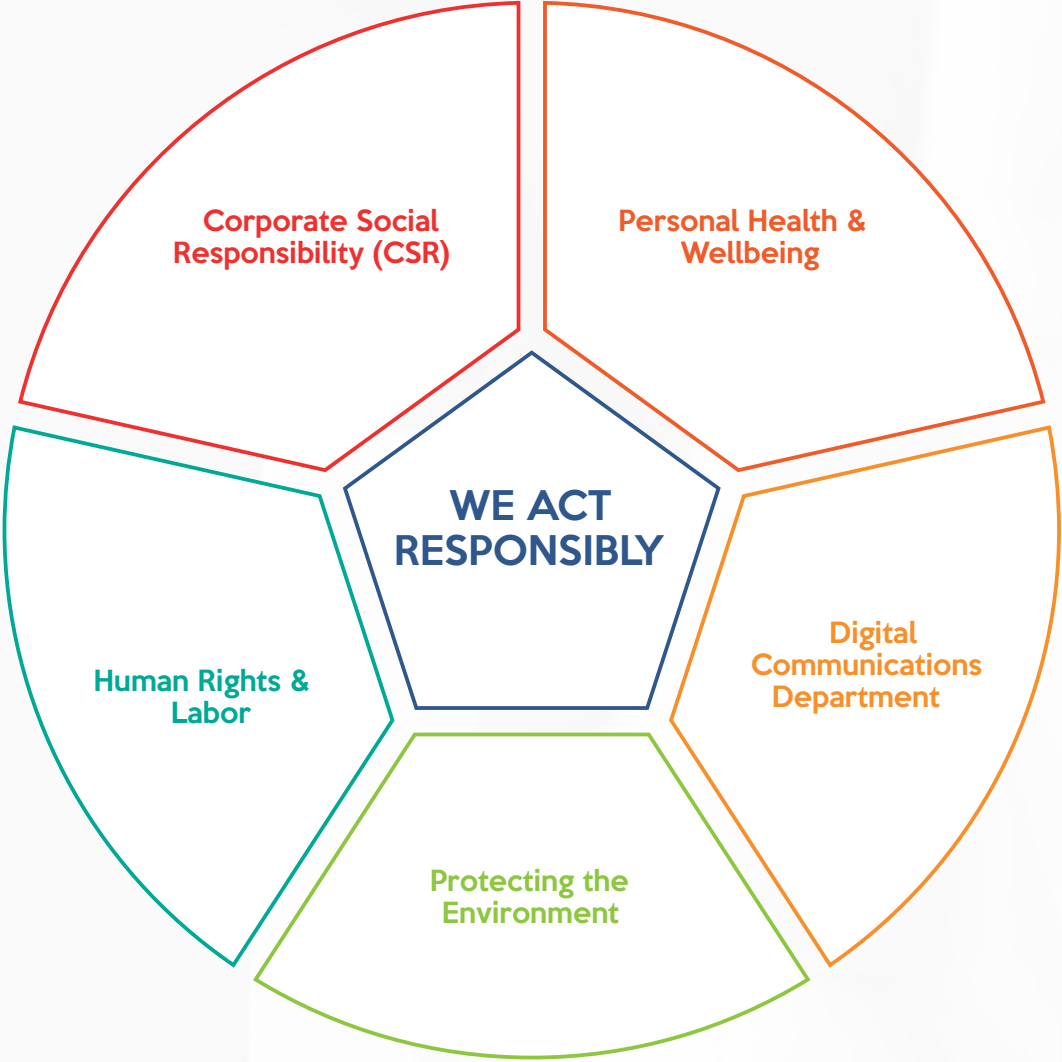 Corporate Social
Responsibility (CSR)
Personal Health &
Wellbeing
WE ACT
RESPONSIBLY
Digital
Communications
Department
Human Rights &
Labor
Protecting the
Environment